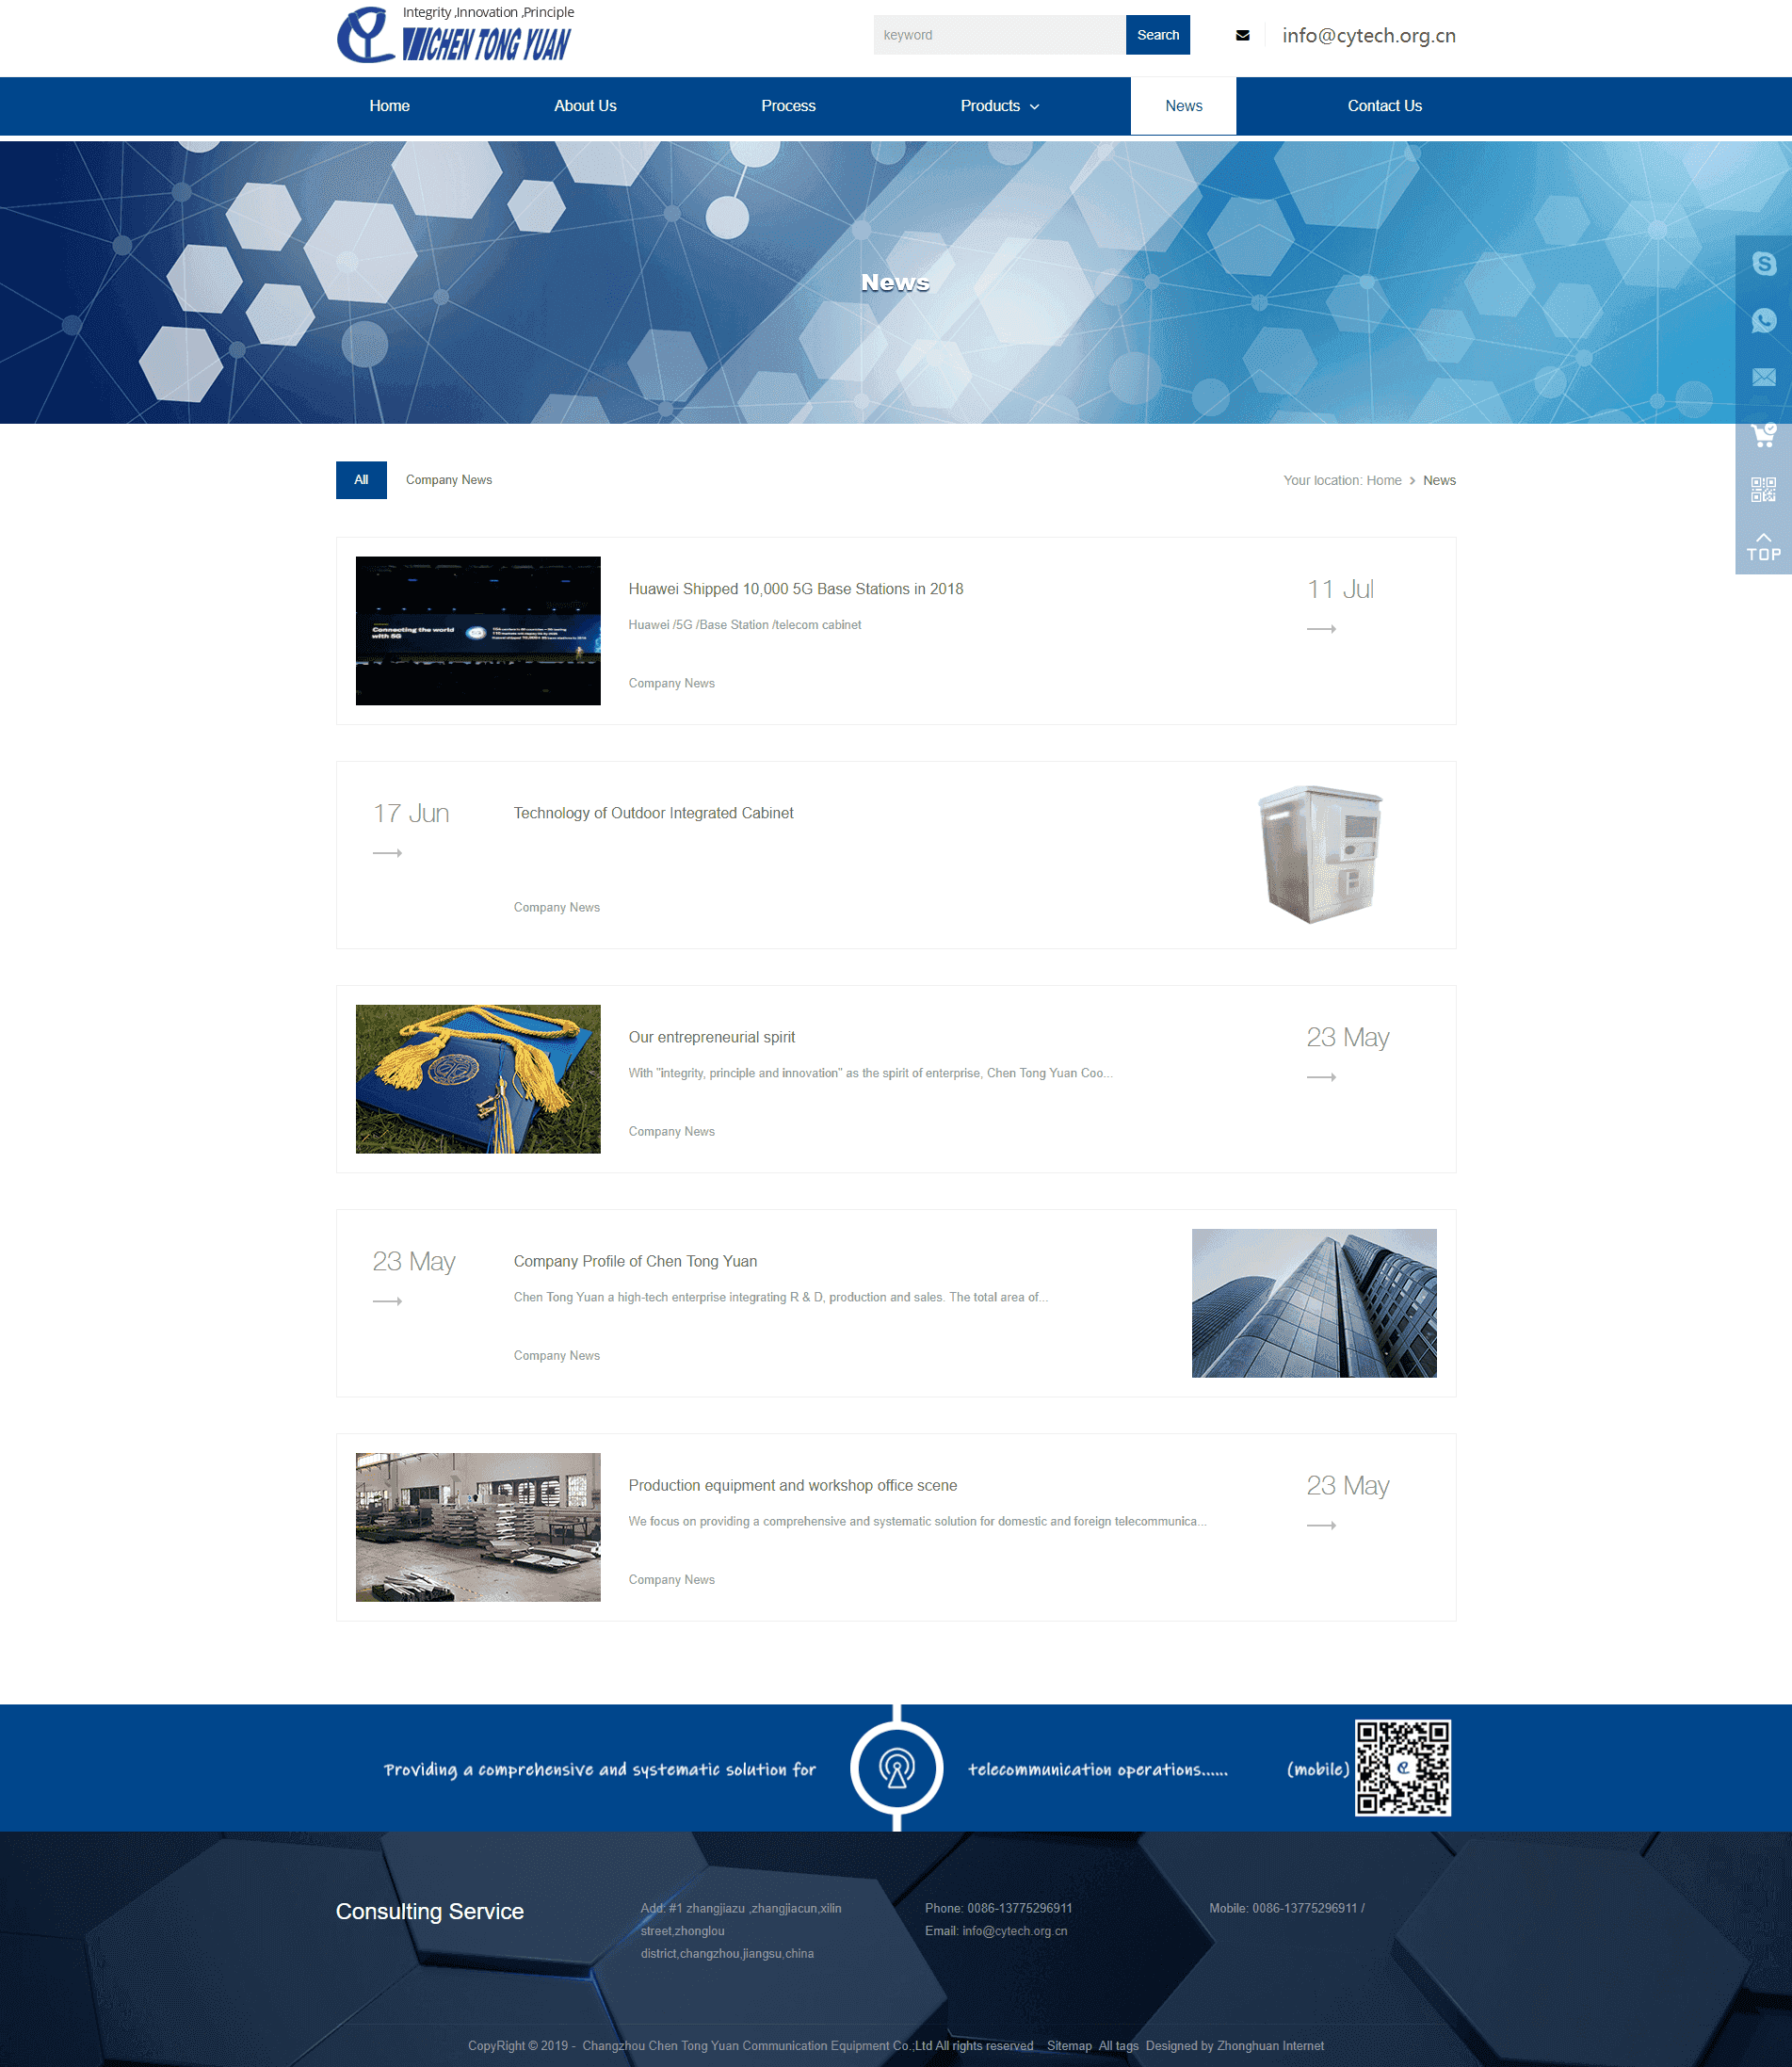 Integrity ,Innovation ,Principle
CHEN TONG YUAN
keyword
Search
info@cytech.org.cn
Home
About Us
Process
Products
News
Contact Us
News
TOP
All
Company News
Your location: Home > News
Connecting the world
with 5G
Huawei Shipped 10,000 5G Base Stations in 2018
Huawei /5G /Base Station /telecom cabinet
Company News
11 Jul
17 Jun
Technology of Outdoor Integrated Cabinet
Company News
Our entrepreneurial spirit
With "integrity, principle and innovation" as the spirit of enterprise, Chen Tong Yuan Coo...
Company News
23 May
23 May
Company Profile of Chen Tong Yuan
Chen Tong Yuan a high-tech enterprise integrating R & D, production and sales. The total area of...
Company News
Production equipment and workshop office scene
We focus on providing a comprehensive and systematic solution for domestic and foreign telecommunica...
Company News
23 May
Providing a comprehensive and systematic solution for
telecommunication operations......
(mobile)
Consulting Service
Add: #1 zhangjiazu ,zhangjiacun,xilin
street,zhonglou
district,changzhou,jiangsu,china
Phone: 0086-13775296911
Email: info@cytech.org.cn
Mobile: 0086-13775296911 /
CopyRight © 2019 - Changzhou Chen Tong Yuan Communication Equipment Co.;Ltd All rights reserved Sitemap All tags Designed by Zhonghuan Internet